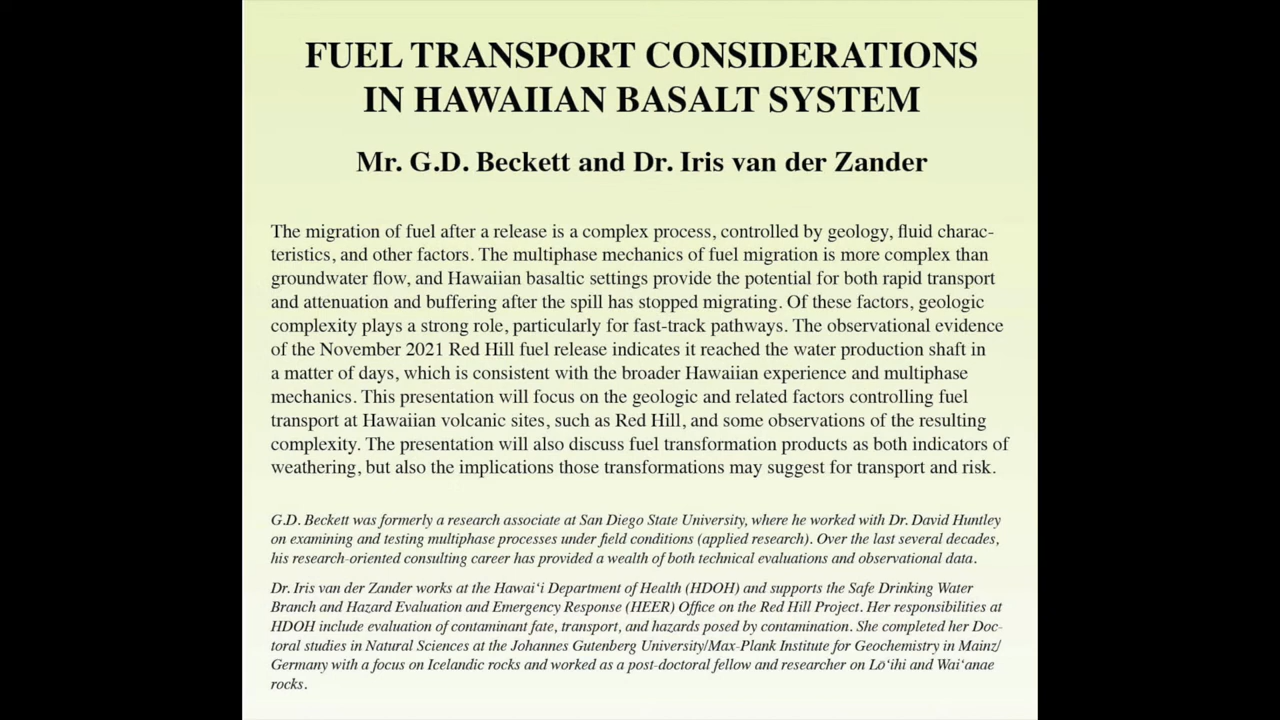 FUEL TRANSPORT CONSIDERATIONS
IN HAWAIIAN BASALT SYSTEM
Mr. G.D. Beckett and Dr. Iris van der Zander
The migration of fuel after a release is a complex process, controlled by geology, fluid charac-
teristics, and other factors. The multiphase mechanics of fuel migration is more complex than
groundwater flow, and Hawaiian basaltic settings provide the potential for both rapid transport
and attenuation and buffering after the spill has stopped migrating. Of these factors, geologic
complexity plays a strong role, particularly for fast-track pathways. The observational evidence
of the November 2021 Red Hill fuel release indicates it reached the water production shaft in
a matter of days, which is consistent with the broader Hawaiian experience and multiphase
mechanics. This presentation will focus on the geologic and related factors controlling fuel
transport at Hawaiian volcanic sites, such as Red Hill, and some observations of the resulting
complexity. The presentation will also discuss fuel transformation products as both indicators of
weathering, but also the implications those transformations may suggest for transport and risk.
G.D. Beckett was formerly a research associate at San Diego State University, where he worked with Dr. David Huntley
on examining and testing multiphase processes under field conditions (applied research). Over the last several decades,
his research-oriented consulting career has provided a wealth of both technical evaluations and observational data.
Dr. Iris van der Zander works at the Hawai‘i Department of Health (HDOH) and supports the Safe Drinking Water
Branch and Hazard Evaluation and Emergency Response (HEER) Office on the Red Hill Project. Her responsibilities at
HDOH include evaluation of contaminant fate, transport, and hazards posed by contamination. She completed her Doc-
toral studies in Natural Sciences at the Johannes Gutenberg University/Max-Plank Institute for Geochemistry in Mainz/
Germany with a focus on Icelandic rocks and worked as a post-doctoral fellow and researcher on Lō‘ihi and Wai‘anae
rocks.